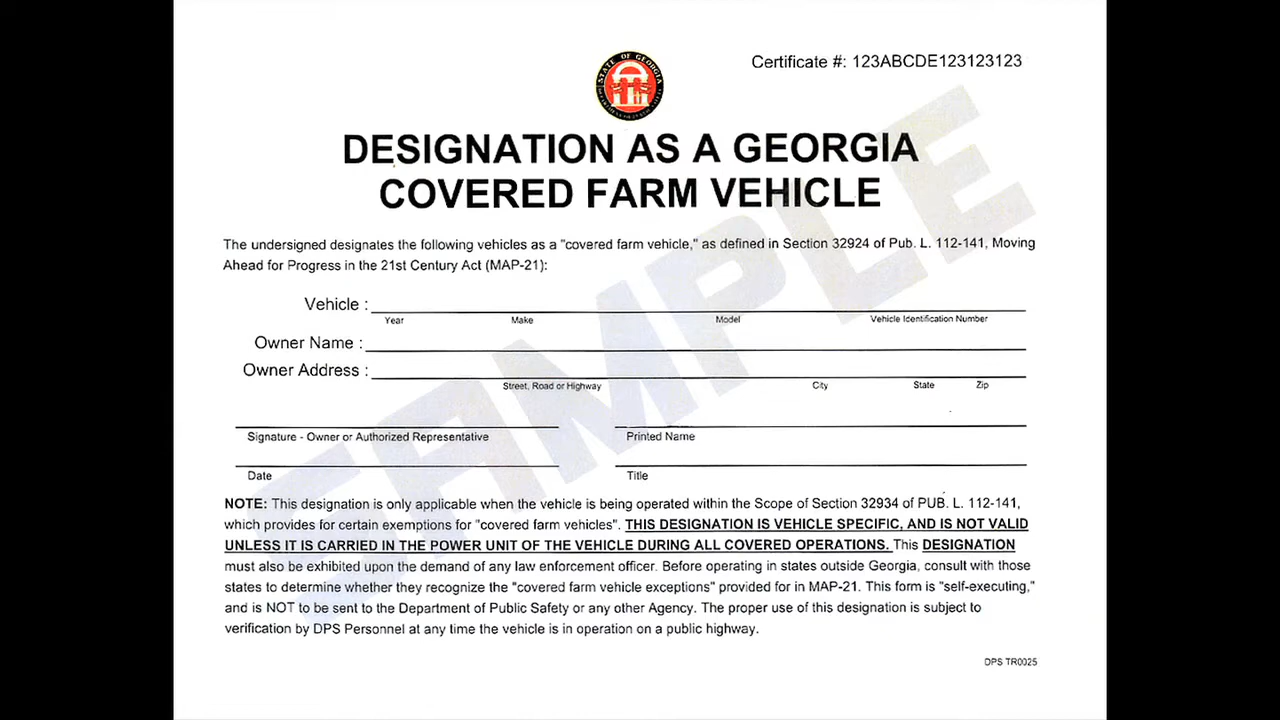 Certificate #: 123ABCDE123123123
STATE OF GEORGIA
DESIGNATION AS A GEORGIA
COVERED FARM VEHICLE
The undersigned designates the following vehicles as a "covered farm vehicle," as defined in Section 32924 of Pub. L. 112-141, Moving
Ahead for Progress in the 21st Century Act (MAP-21):
Vehicle :
Year Make Model Vehicle Identification Number
Owner Name :
Owner Address :
Street, Road or Highway City State Zip
Signature - Owner or Authorized Representative Printed Name
Date Title
NOTE: This designation is only applicable when the vehicle is being operated within the Scope of Section 32934 of PUB. L. 112-141,
which provides for certain exemptions for "covered farm vehicles". THIS DESIGNATION IS VEHICLE SPECIFIC, AND IS NOT VALID
UNLESS IT IS CARRIED IN THE POWER UNIT OF THE VEHICLE DURING ALL COVERED OPERATIONS. This DESIGNATION
must also be exhibited upon the demand of any law enforcement officer. Before operating in states outside Georgia, consult with those
states to determine whether they recognize the "covered farm vehicle exceptions" provided for in MAP-21. This form is "self-executing,"
and is NOT to be sent to the Department of Public Safety or any other Agency. The proper use of this designation is subject to
verification by DPS Personnel at any time the vehicle is in operation on a public highway.
DPS TR0025
SAMPLE